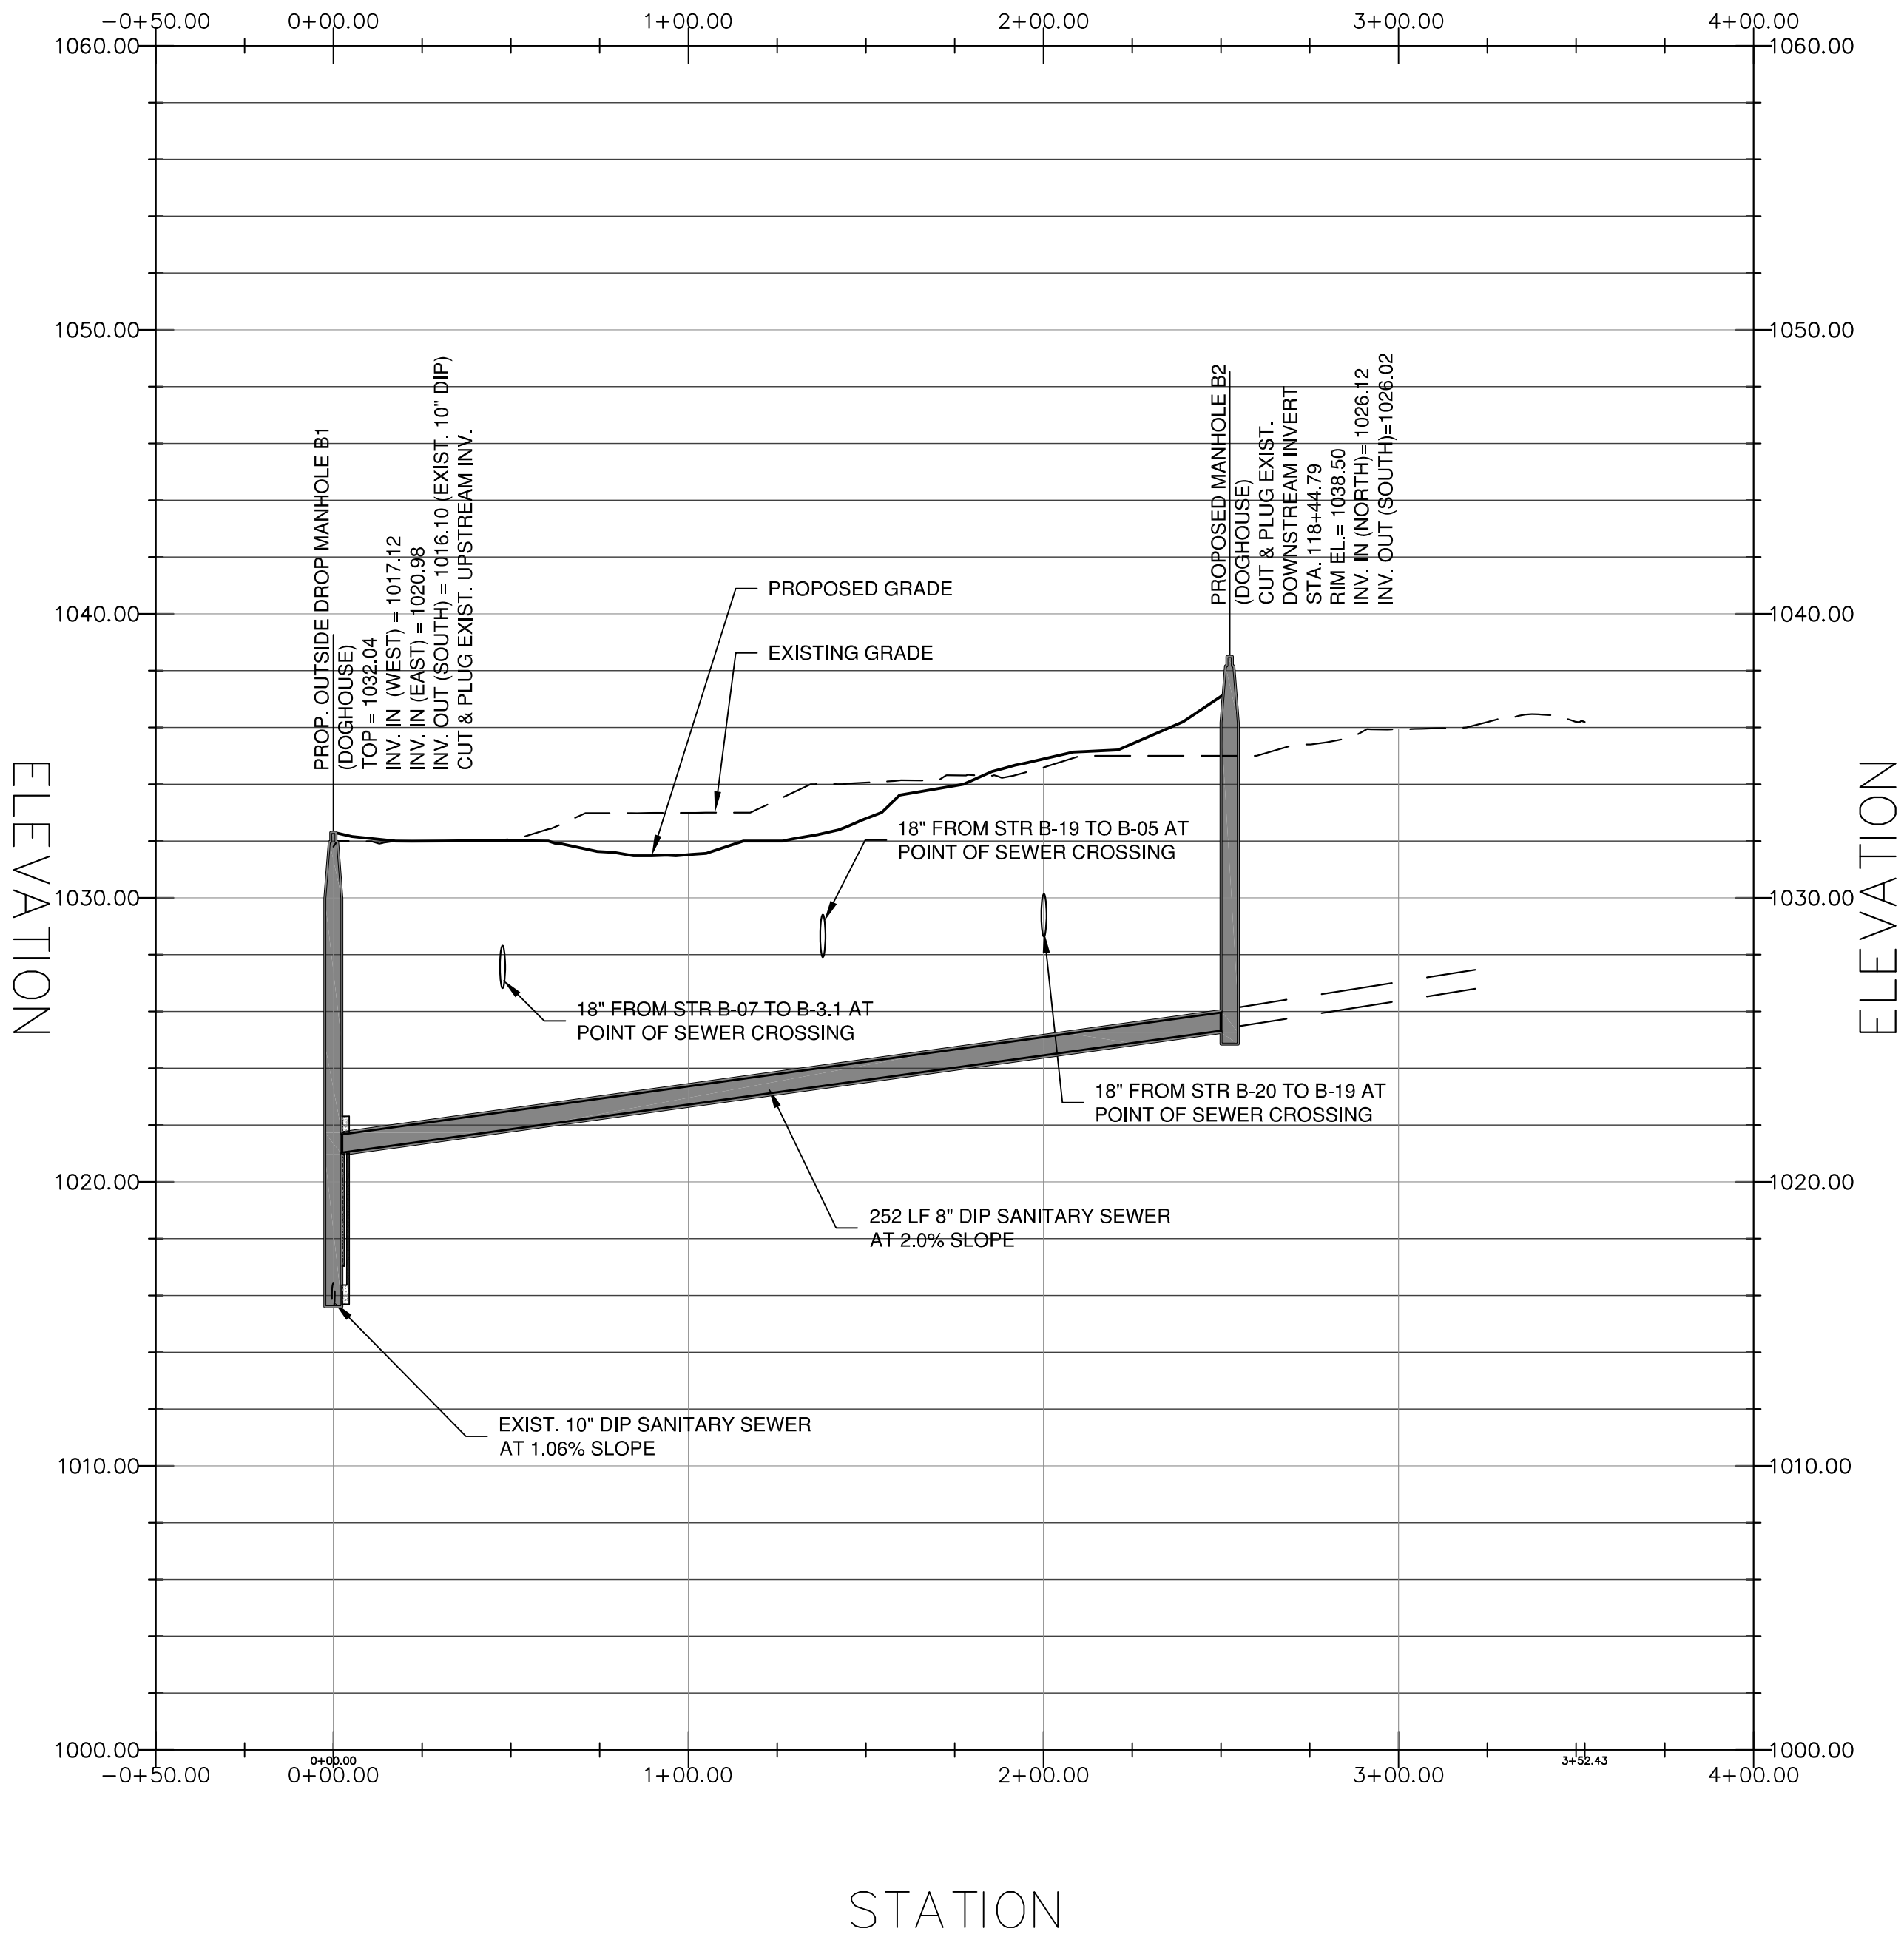 −0+50.00 0+00.00 1+00.00 2+00.00 3+00.00 4+00.00
1060.00 1060.00
1050.00 1050.00
PROP. OUTSIDE DROP MANHOLE B1
(DOGHOUSE)
TOP = 1032.04
INV. IN (WEST) = 1017.12
INV. IN (EAST) = 1020.98
INV. OUT (SOUTH) = 1016.10 (EXIST. 10" DIP)
CUT & PLUG EXIST. UPSTREAM INV.
PROPOSED MANHOLE B2
(DOGHOUSE)
CUT & PLUG EXIST.
DOWNSTREAM INVERT
STA. 118+44.79
RIM EL.= 1038.50
INV. IN (NORTH)= 1026.12
INV. OUT (SOUTH)=1026.02
1040.00 1040.00
PROPOSED GRADE
EXISTING GRADE
ELEVATION
ELEVATION
18" FROM STR B-19 TO B-05 AT
POINT OF SEWER CROSSING
1030.00 1030.00
18" FROM STR B-07 TO B-3.1 AT
POINT OF SEWER CROSSING
18" FROM STR B-20 TO B-19 AT
POINT OF SEWER CROSSING
1020.00 1020.00
252 LF 8" DIP SANITARY SEWER
AT 2.0% SLOPE
EXIST. 10" DIP SANITARY SEWER
AT 1.06% SLOPE
1010.00 1010.00
1000.00 1000.00
0+00.00 3+52.43
−0+50.00 0+00.00 1+00.00 2+00.00 3+00.00 4+00.00
STATION